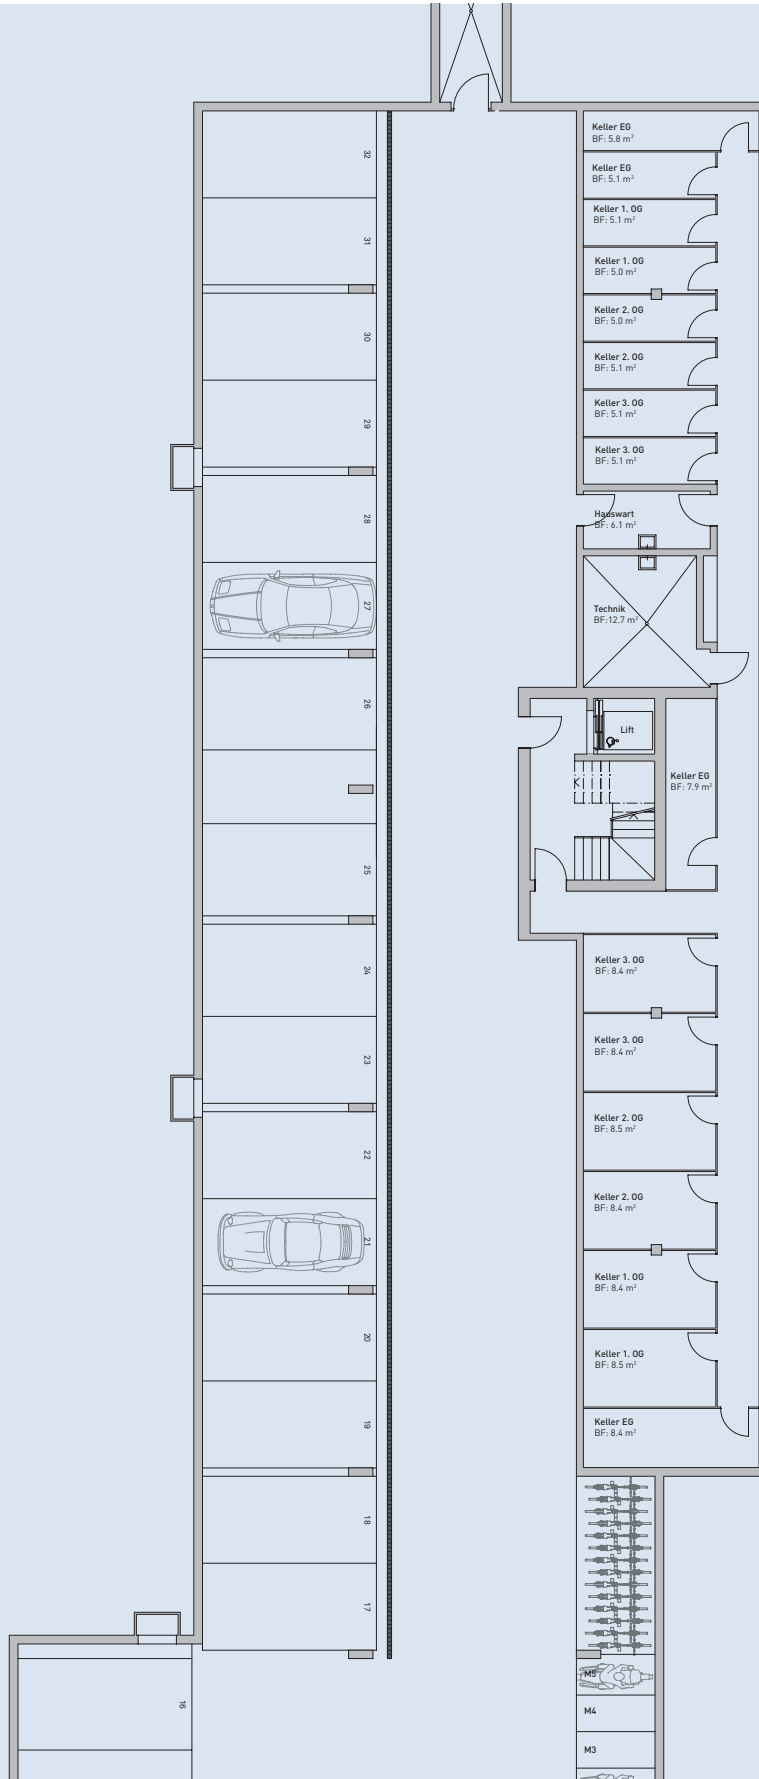 32
31
30
29
28
27
26
25
24
23
22
21
20
19
18
17
16
Keller EG
BF: 5.8 m²
Keller EG
BF: 5.1 m²
Keller 1. OG
BF: 5.1 m²
Keller 1. OG
BF: 5.0 m²
Keller 2. OG
BF: 5.0 m²
Keller 2. OG
BF: 5.1 m²
Keller 3. OG
BF: 5.1 m²
Keller 3. OG
BF: 5.1 m²
Hauswart
BF: 6.1 m²
Technik
BF:12.7 m²
Lift
Keller EG
BF: 7.9 m²
Keller 3. OG
BF: 8.4 m²
Keller 3. OG
BF: 8.4 m²
Keller 2. OG
BF: 8.5 m²
Keller 2. OG
BF: 8.4 m²
Keller 1. OG
BF: 8.4 m²
Keller 1. OG
BF: 8.5 m²
Keller EG
BF: 8.4 m²
M5
M4
M3